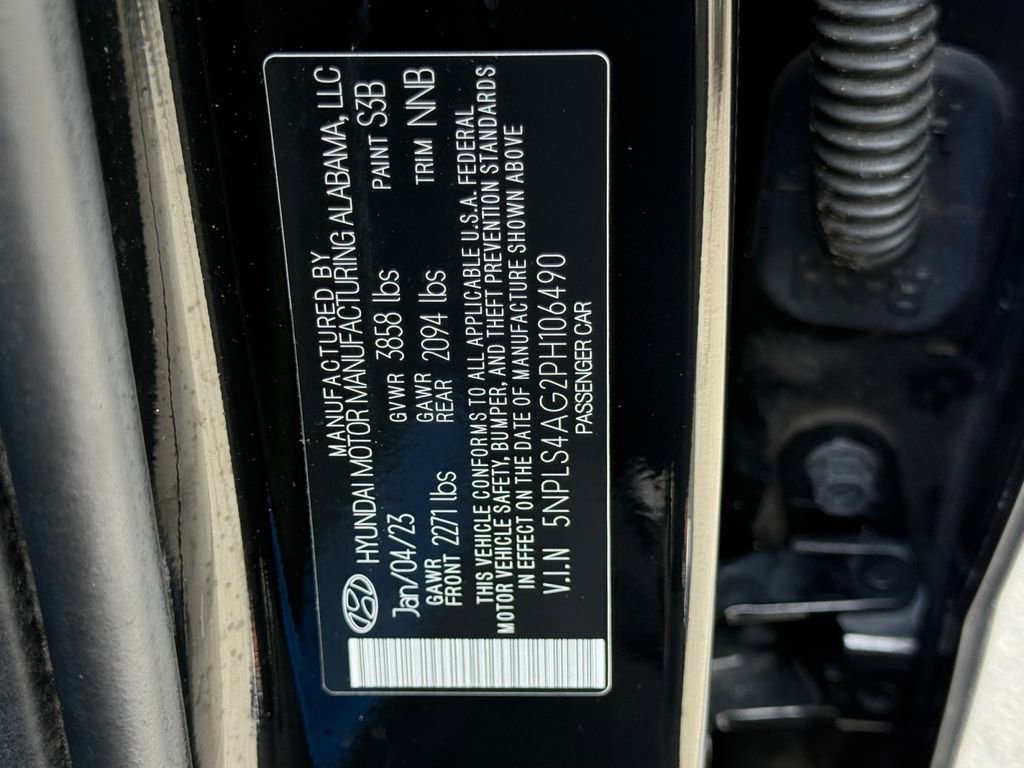 MANUFACTURED BY
HYUNDAI MOTOR MANUFACTURING ALABAMA, LLC
Jan/04/23 GVWR 3858 lbs PAINT S3B
GAWR FRONT 2271 lbs GAWR REAR 2094 lbs TRIM NNB
THIS VEHICLE CONFORMS TO ALL APPLICABLE U.S.A. FEDERAL
MOTOR VEHICLE SAFETY, BUMPER, AND THEFT PREVENTION STANDARDS
IN EFFECT ON THE DATE OF MANUFACTURE SHOWN ABOVE
V.I.N 5NPLS4AG2PH106490
PASSENGER CAR